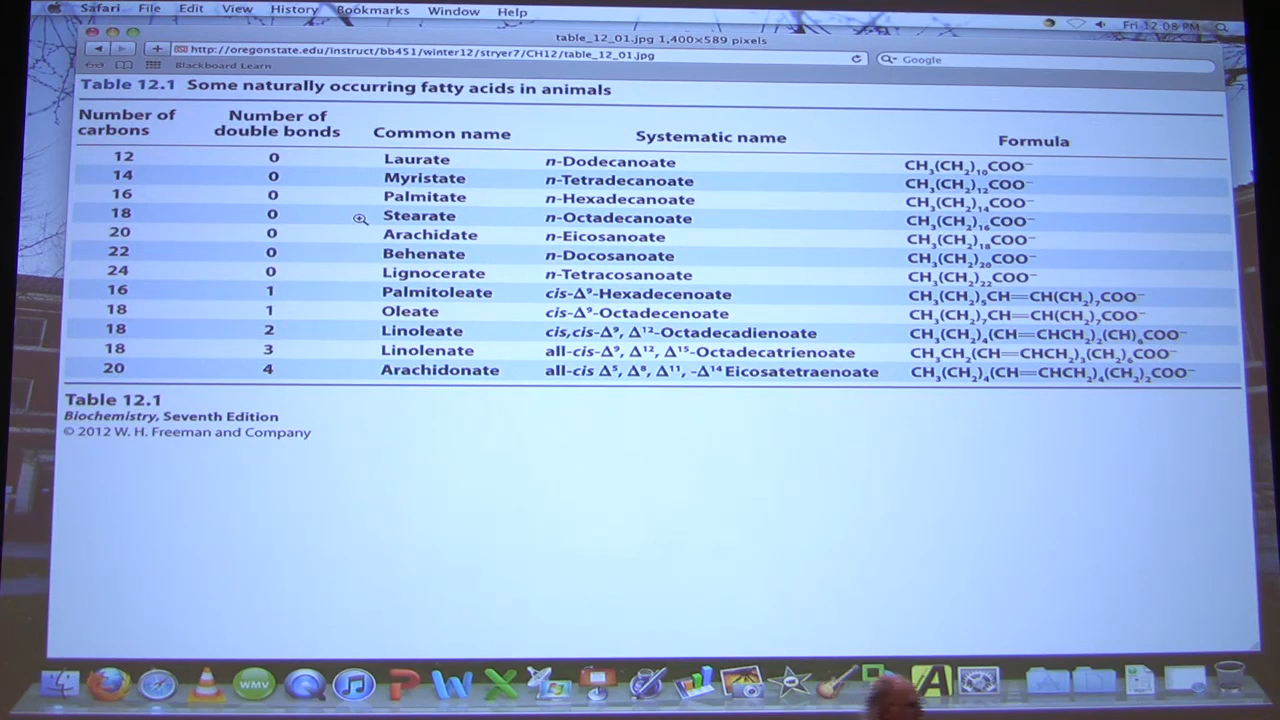 Safari File Edit View History Bookmarks Window Help Fri 12:08 PM
table_12_01.jpg 1,400×589 pixels
http://oregonstate.edu/instruct/bb451/winter12/stryer7/CH12/table_12_01.jpg Google
Blackboard Learn
Table 12.1 Some naturally occurring fatty acids in animals
Number of carbons Number of double bonds Common name Systematic name Formula
12 0 Laurate n-Dodecanoate CH₃(CH₂)₁₀COO⁻
14 0 Myristate n-Tetradecanoate CH₃(CH₂)₁₂COO⁻
16 0 Palmitate n-Hexadecanoate CH₃(CH₂)₁₄COO⁻
18 0 Stearate n-Octadecanoate CH₃(CH₂)₁₆COO⁻
20 0 Arachidate n-Eicosanoate CH₃(CH₂)₁₈COO⁻
22 0 Behenate n-Docosanoate CH₃(CH₂)₂₀COO⁻
24 0 Lignocerate n-Tetracosanoate CH₃(CH₂)₂₂COO⁻
16 1 Palmitoleate cis-Δ⁹-Hexadecenoate CH₃(CH₂)₅CH=CH(CH₂)₇COO⁻
18 1 Oleate cis-Δ⁹-Octadecenoate CH₃(CH₂)₇CH=CH(CH₂)₇COO⁻
18 2 Linoleate cis,cis-Δ⁹, Δ¹²-Octadecadienoate CH₃(CH₂)₄(CH=CHCH₂)₂(CH)₆COO⁻
18 3 Linolenate all-cis-Δ⁹, Δ¹², Δ¹⁵-Octadecatrienoate CH₃CH₂(CH=CHCH₂)₃(CH₂)₆COO⁻
20 4 Arachidonate all-cis Δ⁵, Δ⁸, Δ¹¹, -Δ¹⁴ Eicosatetraenoate CH₃(CH₂)₄(CH=CHCH₂)₄(CH₂)₂COO⁻
Table 12.1
Biochemistry, Seventh Edition
© 2012 W. H. Freeman and Company
WMV